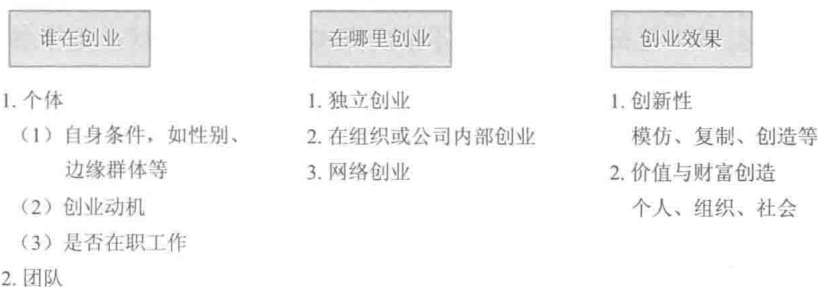 谁在创业
1. 个体
（1）自身条件，如性别、
边缘群体等
（2）创业动机
（3）是否在职工作
2. 团队
在哪里创业
1. 独立创业
2. 在组织或公司内部创业
3. 网络创业
创业效果
1. 创新性
模仿、复制、创造等
2. 价值与财富创造
个人、组织、社会